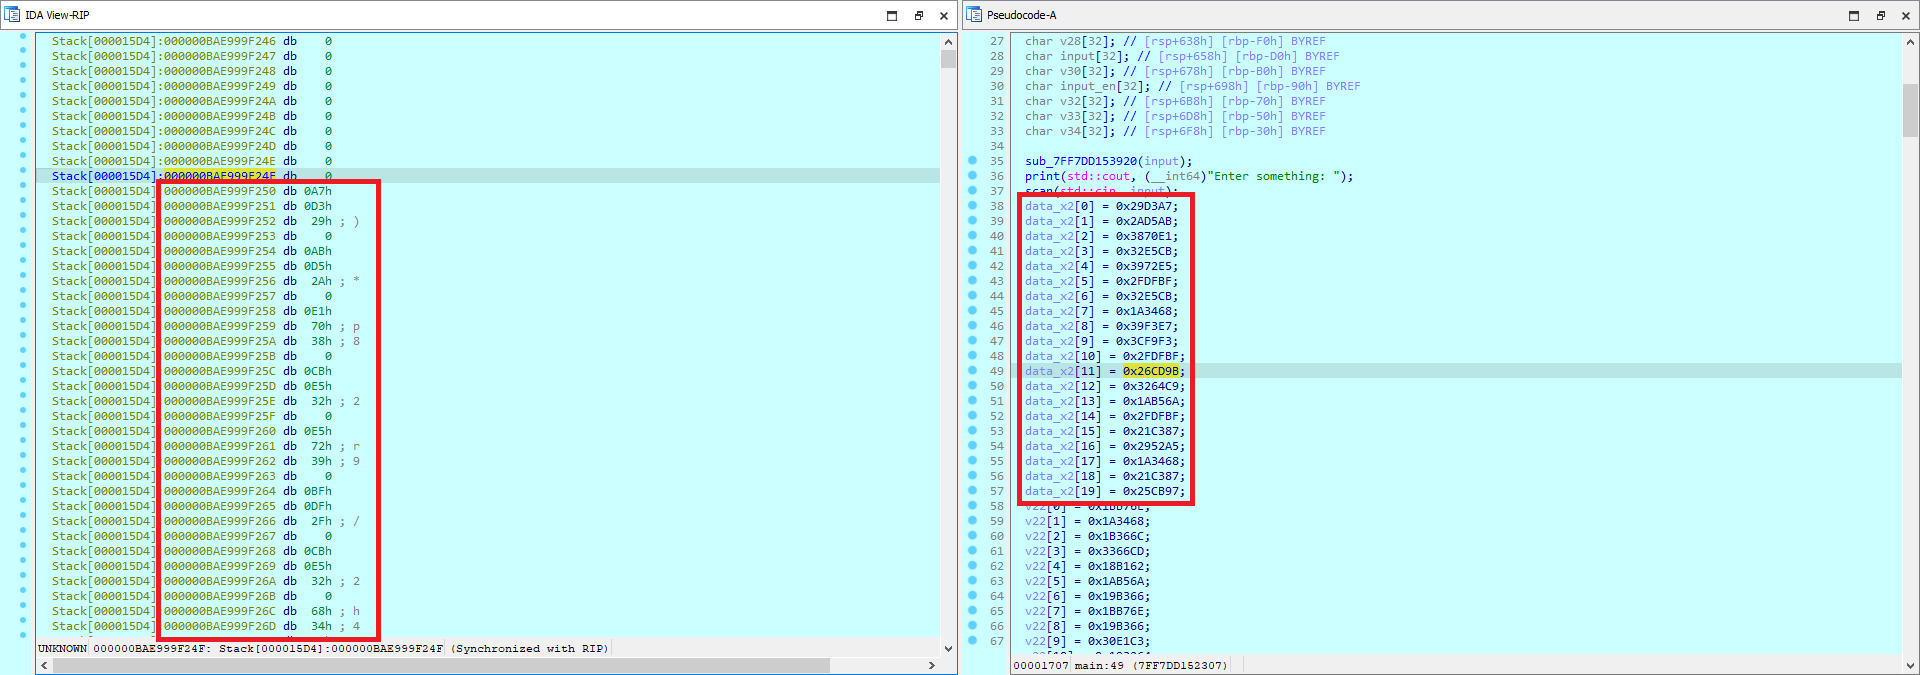 IDA View-RIP
Stack[000015D4]:000000BAE999F246 db 0
Stack[000015D4]:000000BAE999F247 db 0
Stack[000015D4]:000000BAE999F248 db 0
Stack[000015D4]:000000BAE999F249 db 0
Stack[000015D4]:000000BAE999F24A db 0
Stack[000015D4]:000000BAE999F24B db 0
Stack[000015D4]:000000BAE999F24C db 0
Stack[000015D4]:000000BAE999F24D db 0
Stack[000015D4]:000000BAE999F24E db 0
Stack[000015D4]:000000BAE999F24F db 0
Stack[000015D4]:000000BAE999F250 db 0A7h
Stack[000015D4]:000000BAE999F251 db 0D3h
Stack[000015D4]:000000BAE999F252 db 29h ; )
Stack[000015D4]:000000BAE999F253 db 0
Stack[000015D4]:000000BAE999F254 db 0ABh
Stack[000015D4]:000000BAE999F255 db 0D5h
Stack[000015D4]:000000BAE999F256 db 2Ah ; *
Stack[000015D4]:000000BAE999F257 db 0
Stack[000015D4]:000000BAE999F258 db 0E1h
Stack[000015D4]:000000BAE999F259 db 70h ; p
Stack[000015D4]:000000BAE999F25A db 38h ; 8
Stack[000015D4]:000000BAE999F25B db 0
Stack[000015D4]:000000BAE999F25C db 0CBh
Stack[000015D4]:000000BAE999F25D db 0E5h
Stack[000015D4]:000000BAE999F25E db 32h ; 2
Stack[000015D4]:000000BAE999F25F db 0
Stack[000015D4]:000000BAE999F260 db 0E5h
Stack[000015D4]:000000BAE999F261 db 72h ; r
Stack[000015D4]:000000BAE999F262 db 39h ; 9
Stack[000015D4]:000000BAE999F263 db 0
Stack[000015D4]:000000BAE999F264 db 0BFh
Stack[000015D4]:000000BAE999F265 db 0DFh
Stack[000015D4]:000000BAE999F266 db 2Fh ; /
Stack[000015D4]:000000BAE999F267 db 0
Stack[000015D4]:000000BAE999F268 db 0CBh
Stack[000015D4]:000000BAE999F269 db 0E5h
Stack[000015D4]:000000BAE999F26A db 32h ; 2
Stack[000015D4]:000000BAE999F26B db 0
Stack[000015D4]:000000BAE999F26C db 68h ; h
Stack[000015D4]:000000BAE999F26D db 34h ; 4
UNKNOWN 000000BAE999F24F: Stack[000015D4]:000000BAE999F24F (Synchronized with RIP)
Pseudocode-A
27 char v28[32]; // [rsp+638h] [rbp-F0h] BYREF
28 char input[32]; // [rsp+658h] [rbp-D0h] BYREF
29 char v30[32]; // [rsp+678h] [rbp-B0h] BYREF
30 char input_en[32]; // [rsp+698h] [rbp-90h] BYREF
31 char v32[32]; // [rsp+6B8h] [rbp-70h] BYREF
32 char v33[32]; // [rsp+6D8h] [rbp-50h] BYREF
33 char v34[32]; // [rsp+6F8h] [rbp-30h] BYREF
34
35 sub_7FF7DD153920(input);
36 print(std::cout, (__int64)"Enter something: ");
37 scan(std::cin, input);
38 data_x2[0] = 0x29D3A7;
39 data_x2[1] = 0x2AD5AB;
40 data_x2[2] = 0x3870E1;
41 data_x2[3] = 0x32E5CB;
42 data_x2[4] = 0x3972E5;
43 data_x2[5] = 0x2FDFBF;
44 data_x2[6] = 0x32E5CB;
45 data_x2[7] = 0x1A3468;
46 data_x2[8] = 0x39F3E7;
47 data_x2[9] = 0x3CF9F3;
48 data_x2[10] = 0x2FDFBF;
49 data_x2[11] = 0x26CD9B;
50 data_x2[12] = 0x3264C9;
51 data_x2[13] = 0x1AB56A;
52 data_x2[14] = 0x2FDFBF;
53 data_x2[15] = 0x21C387;
54 data_x2[16] = 0x2952A5;
55 data_x2[17] = 0x1A3468;
56 data_x2[18] = 0x21C387;
57 data_x2[19] = 0x25CB97;
58 v22[0] = 0x1BB76E;
59 v22[1] = 0x1A3468;
60 v22[2] = 0x1B366C;
61 v22[3] = 0x3366CD;
62 v22[4] = 0x18B162;
63 v22[5] = 0x1AB56A;
64 v22[6] = 0x19B366;
65 v22[7] = 0x1BB76E;
66 v22[8] = 0x19B366;
67 v22[9] = 0x30E1C3;
00001707 main:49 (7FF7DD152307)